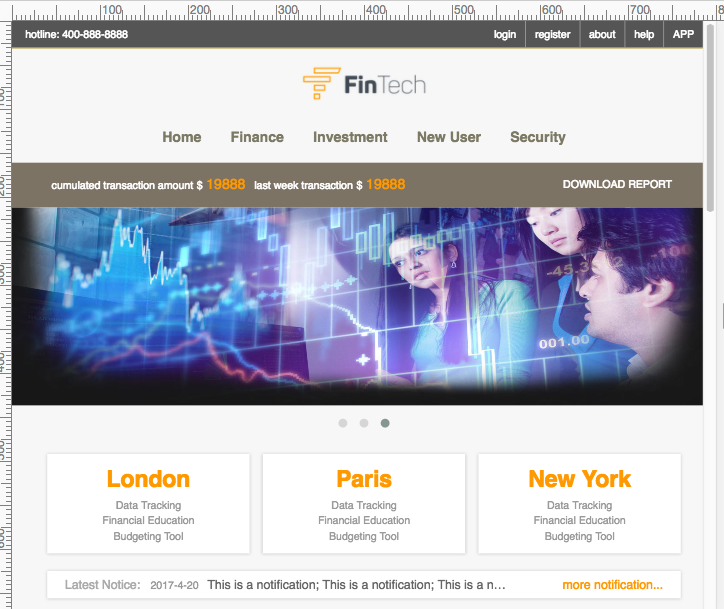 100 200 300 400 500 600 700
hotline: 400-888-8888 login register about help APP
FinTech
Home Finance Investment New User Security
cumulated transaction amount $ 19888 last week transaction $ 19888 DOWNLOAD REPORT
-45.3
-100
001.00
London Paris New York
Data Tracking Data Tracking Data Tracking
Financial Education Financial Education Financial Education
Budgeting Tool Budgeting Tool Budgeting Tool
Latest Notice: 2017-4-20 This is a notification; This is a notification; This is a n... more notification...